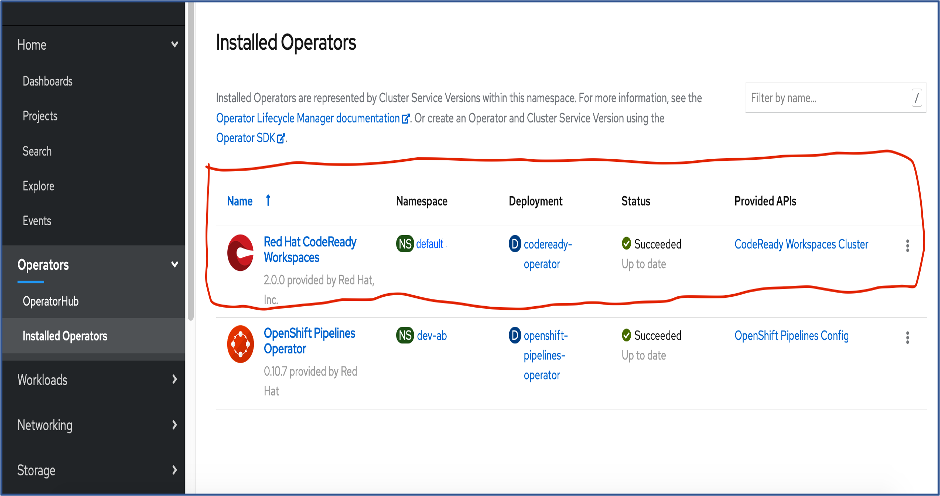 Home
Dashboards
Projects
Search
Explore
Events
Operators
OperatorHub
Installed Operators
Workloads
Networking
Storage
Installed Operators
Installed Operators are represented by Cluster Service Versions within this namespace. For more information, see the
Operator Lifecycle Manager documentation. Or create an Operator and Cluster Service Version using the
Operator SDK.
Filter by name... /
Name Namespace Deployment Status Provided APIs
Red Hat CodeReady
Workspaces
2.0.0 provided by Red Hat,
Inc.
NS default
D codeready-
operator
Succeeded
Up to date
CodeReady Workspaces Cluster
OpenShift Pipelines
Operator
0.10.7 provided by Red
Hat
NS dev-ab
D openshift-
pipelines-
operator
Succeeded
Up to date
OpenShift Pipelines Config